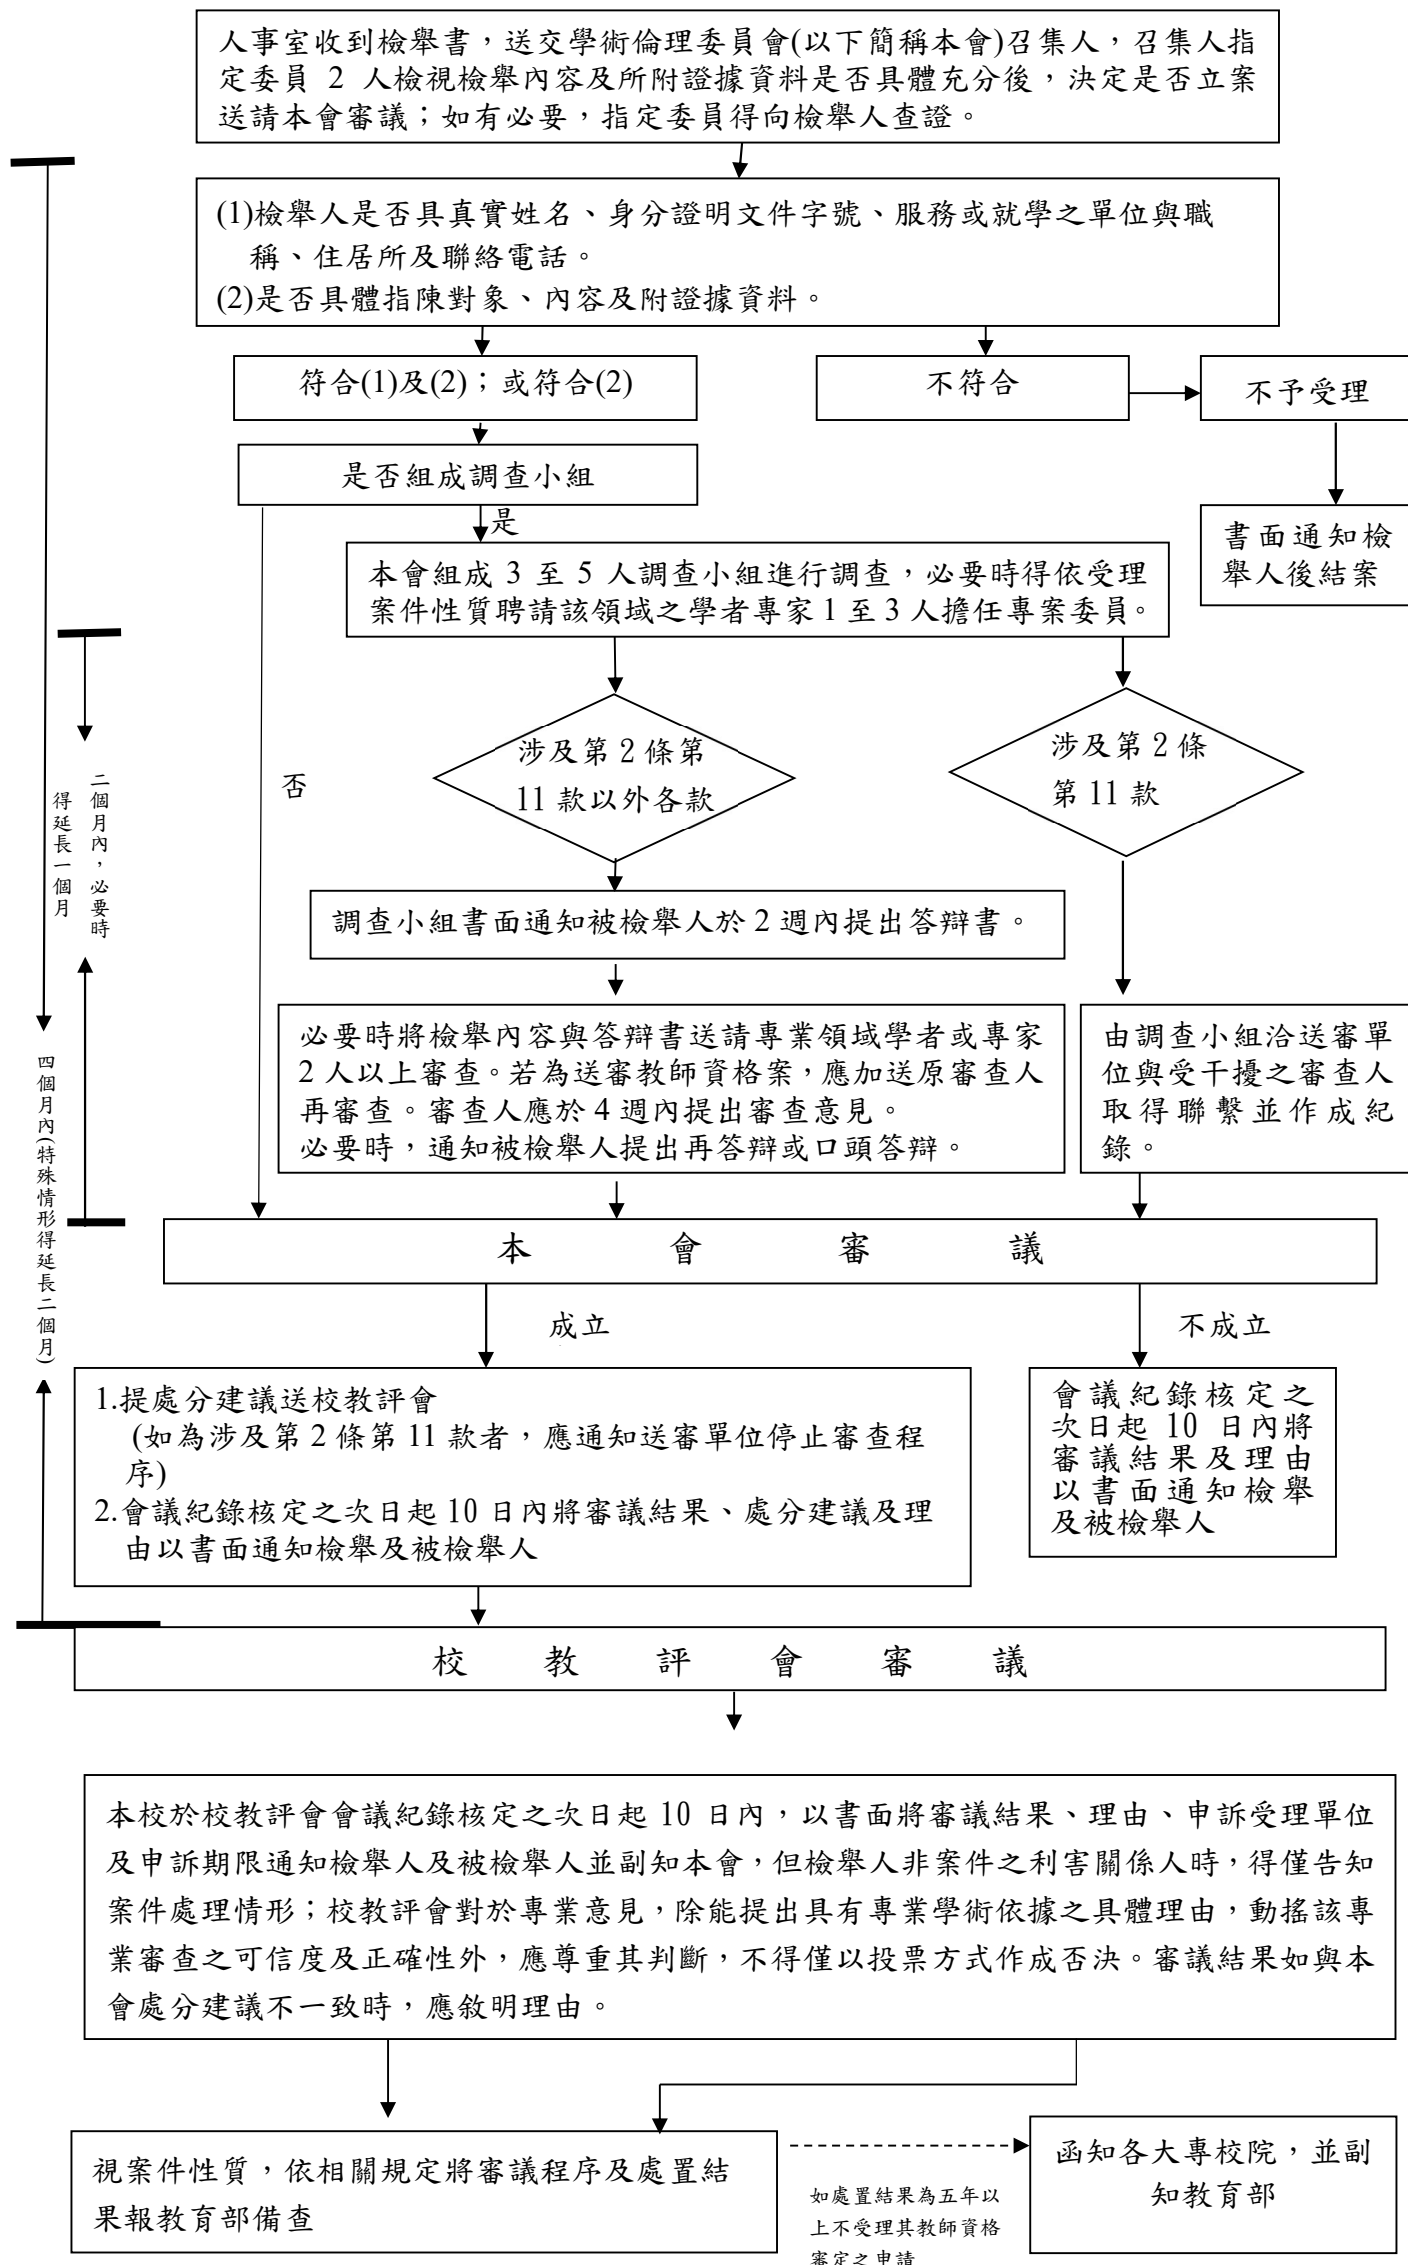 人事室收到檢舉書，送交學術倫理委員會(以下簡稱本會)召集人，召集人指
定委員 2 人檢視檢舉內容及所附證據資料是否具體充分後，決定是否立案
送請本會審議；如有必要，指定委員得向檢舉人查證。
(1)檢舉人是否具真實姓名、身分證明文件字號、服務或就學之單位與職
稱、住居所及聯絡電話。
(2)是否具體指陳對象、內容及附證據資料。
符合(1)及(2)；或符合(2)
不符合
不予受理
是否組成調查小組
書面通知檢
舉人後結案
是
本會組成 3 至 5 人調查小組進行調查，必要時得依受理
案件性質聘請該領域之學者專家 1 至 3 人擔任專案委員。
否
涉及第 2 條第
11 款以外各款
涉及第 2 條
第 11 款
二個月內，必要時
得延長一個月
調查小組書面通知被檢舉人於 2 週內提出答辯書。
必要時將檢舉內容與答辯書送請專業領域學者或專家
2 人以上審查。若為送審教師資格案，應加送原審查人
再審查。審查人應於 4 週內提出審查意見。
必要時，通知被檢舉人提出再答辯或口頭答辯。
由調查小組洽送審單
位與受干擾之審查人
取得聯繫並作成紀
錄。
四個月內(特殊情形得延長二個月)
本會審議
成立
不成立
1.提處分建議送校教評會
(如為涉及第 2 條第 11 款者，應通知送審單位停止審查程
序)
2.會議紀錄核定之次日起 10 日內將審議結果、處分建議及理
由以書面通知檢舉及被檢舉人
會議紀錄核定之
次日起 10 日內將
審議結果及理由
以書面通知檢舉
及被檢舉人
校教評會審議
本校於校教評會會議紀錄核定之次日起 10 日內，以書面將審議結果、理由、申訴受理單位
及申訴期限通知檢舉人及被檢舉人並副知本會，但檢舉人非案件之利害關係人時，得僅告知
案件處理情形；校教評會對於專業意見，除能提出具有專業學術依據之具體理由，動搖該專
業審查之可信度及正確性外，應尊重其判斷，不得僅以投票方式作成否決。審議結果如與本
會處分建議不一致時，應敘明理由。
視案件性質，依相關規定將審議程序及處置結
果報教育部備查
如處置結果為五年以
上不受理其教師資格
審定之申請
函知各大專校院，並副
知教育部